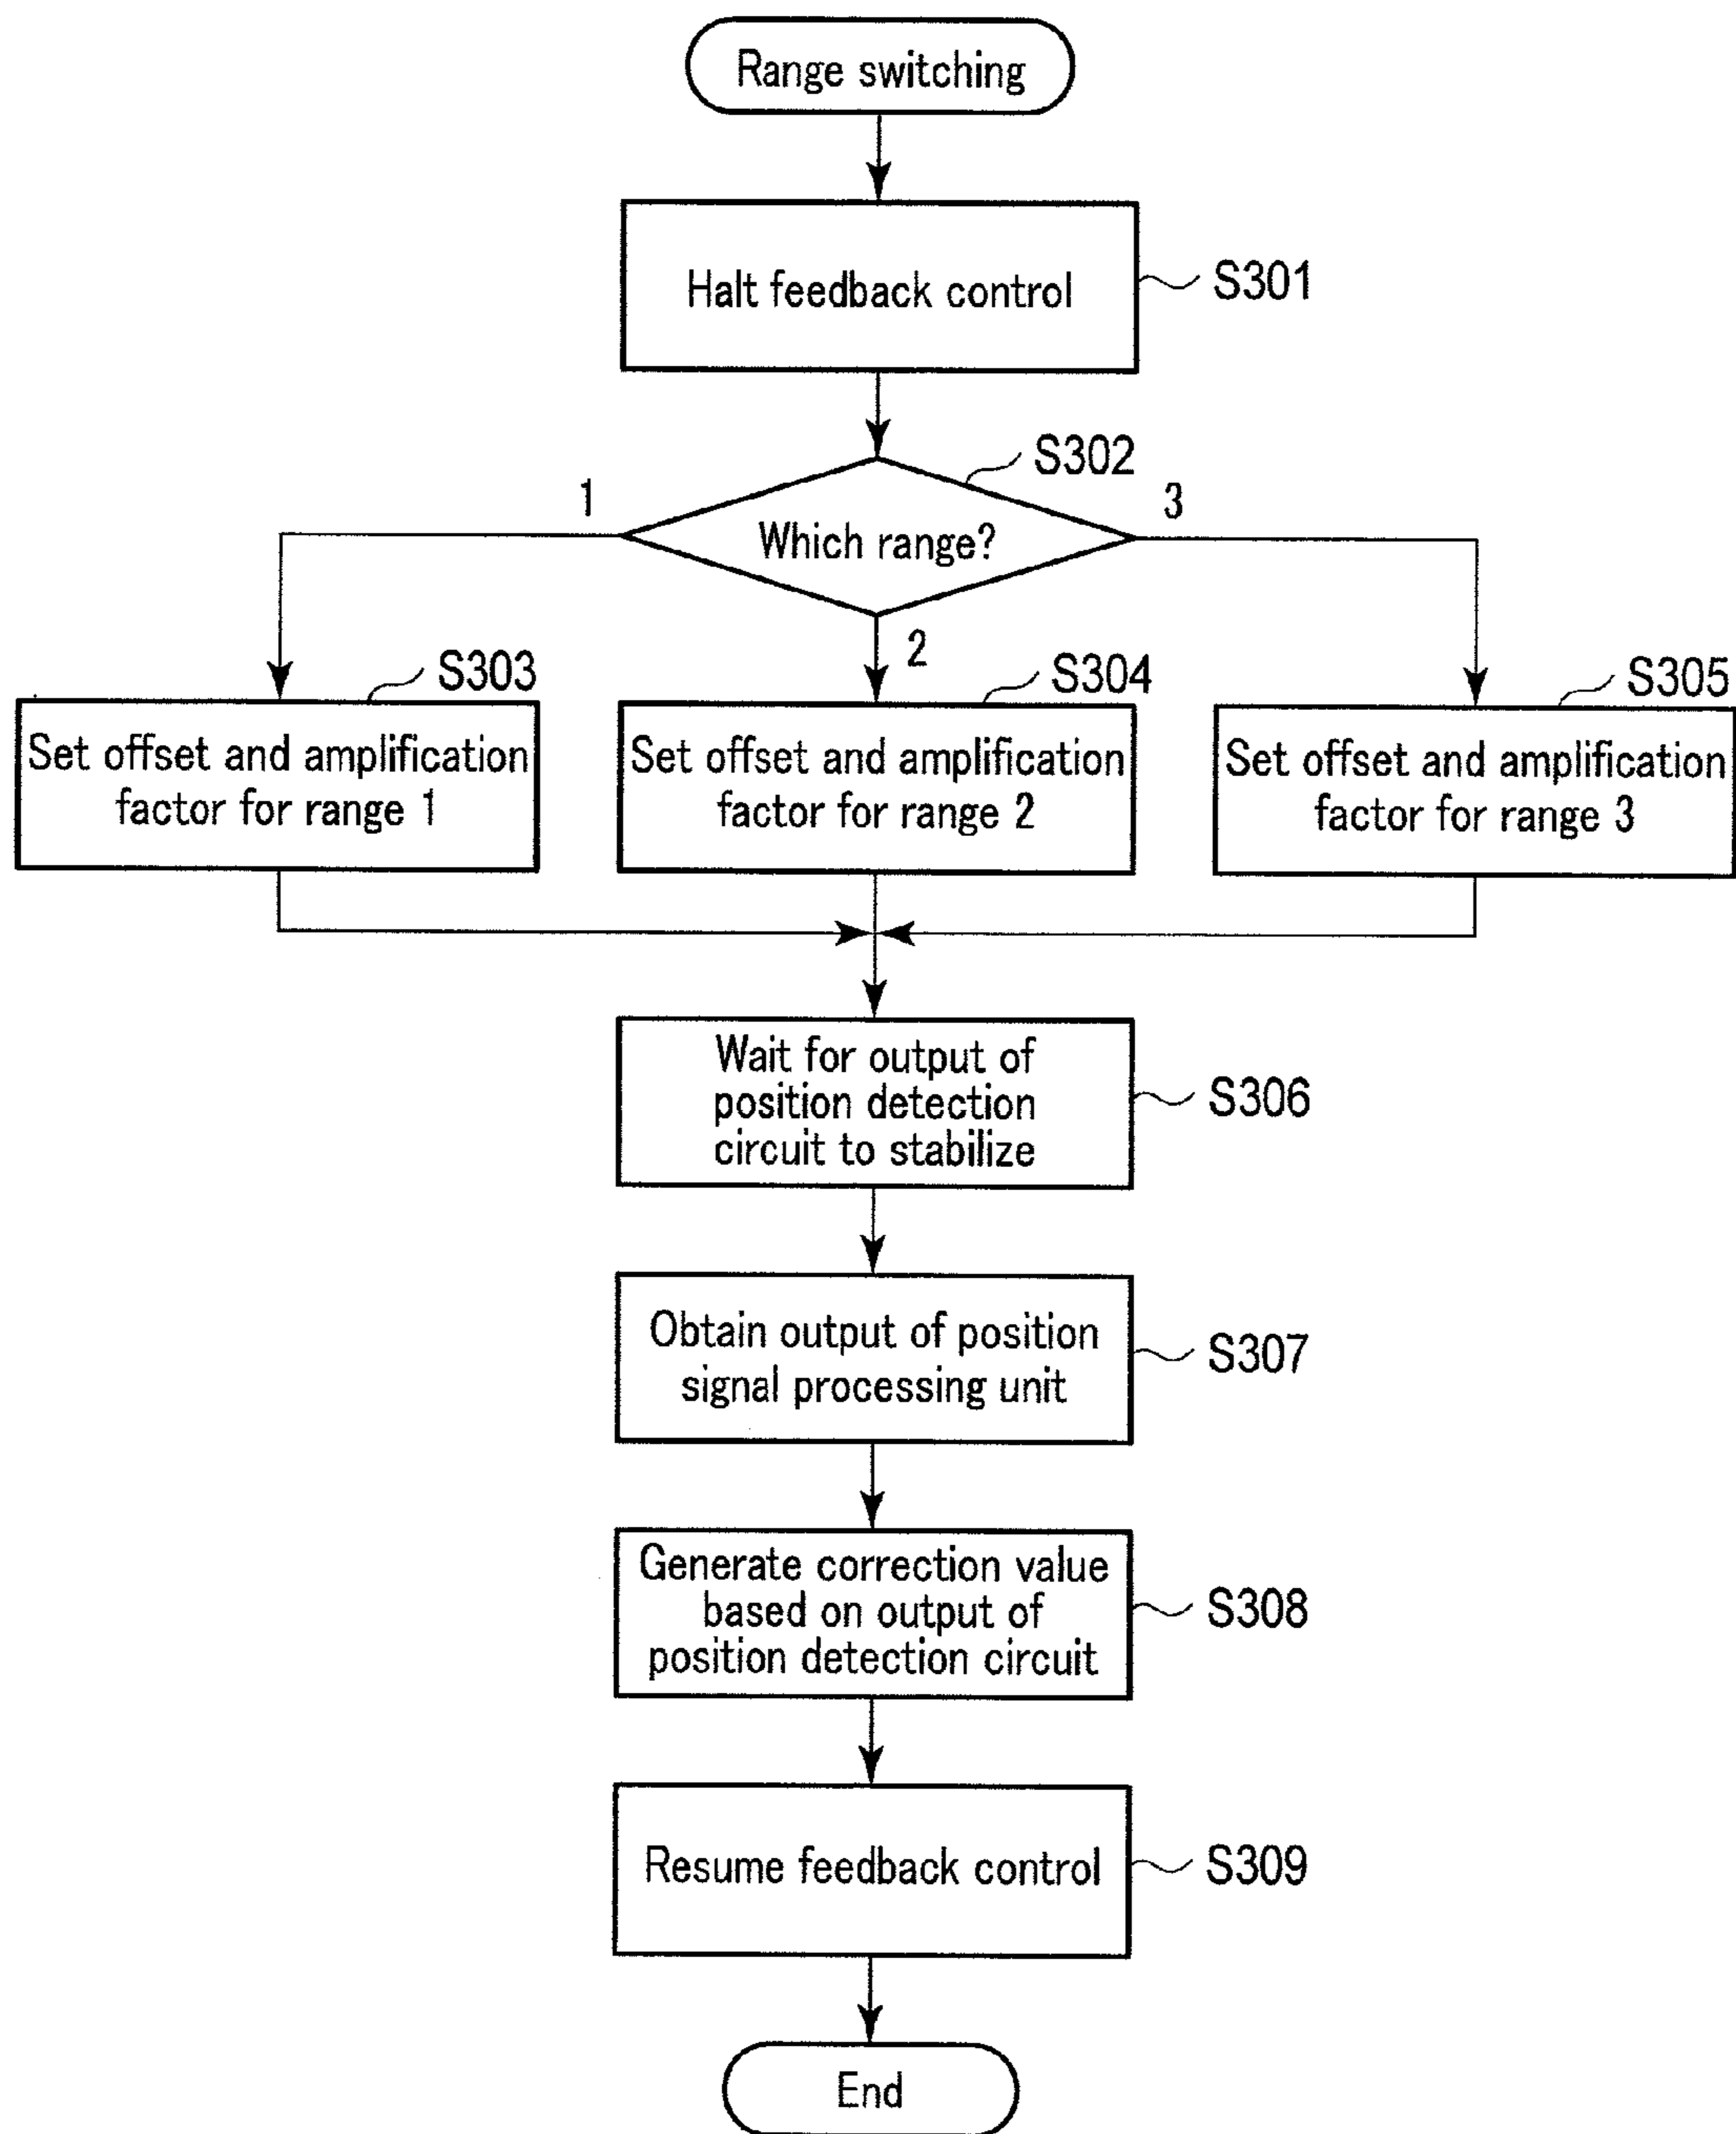 Range switching
Halt feedback control
S301
S302
1
3
Which range?
2
S303
S304
S305
Set offset and amplification
factor for range 1
Set offset and amplification
factor for range 2
Set offset and amplification
factor for range 3
Wait for output of
position detection
circuit to stabilize
S306
Obtain output of position
signal processing unit
S307
Generate correction value
based on output of
position detection circuit
S308
Resume feedback control
S309
End